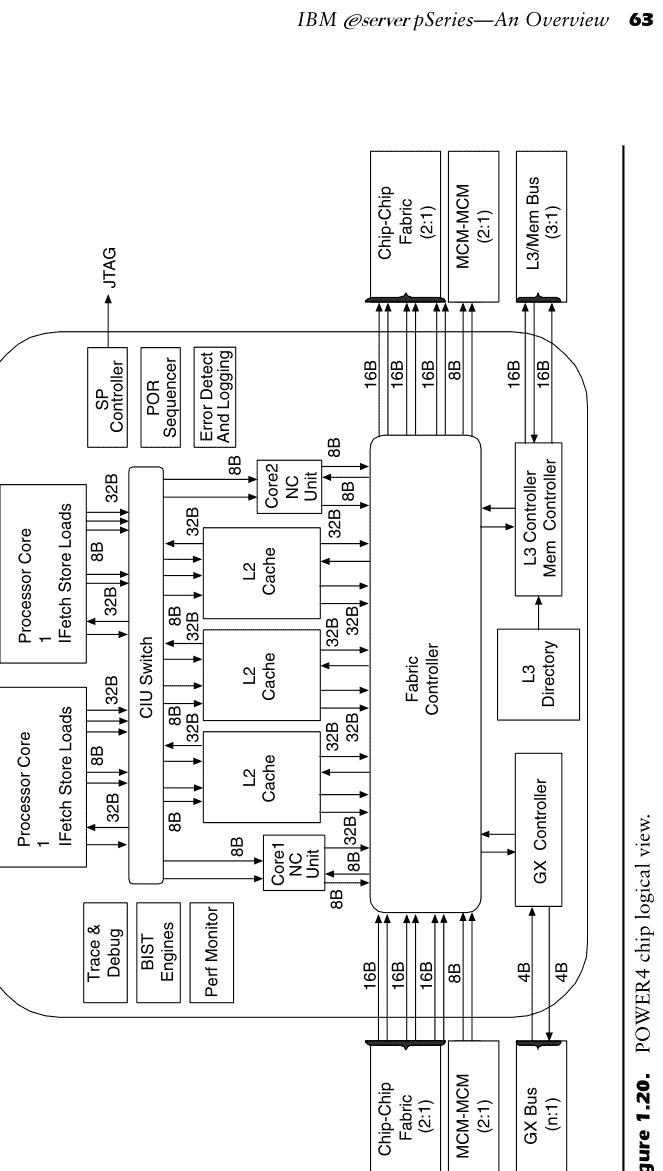 IBM @server pSeries—An Overview 63
Processor Core
1
IFetch Store Loads
Processor Core
1
IFetch Store Loads
32B
8B
32B
32B
8B
32B
Trace &
Debug
BIST
Engines
Perf Monitor
CIU Switch
SP
Controller
POR
Sequencer
Error Detect
And Logging
JTAG
8B
8B
32B
8B
32B
8B
32B
8B
Core1
NC
Unit
L2
Cache
L2
Cache
L2
Cache
Core2
NC
Unit
8B
8B
32B
32B
32B
32B
32B
32B
8B
8B
Chip-Chip
Fabric
(2:1)
MCM-MCM
(2:1)
16B
16B
16B
8B
Fabric
Controller
16B
16B
16B
8B
Chip-Chip
Fabric
(2:1)
MCM-MCM
(2:1)
GX Bus
(n:1)
4B
4B
GX Controller
L3
Directory
L3 Controller
Mem Controller
16B
16B
L3/Mem Bus
(3:1)
gure 1.20. POWER4 chip logical view.